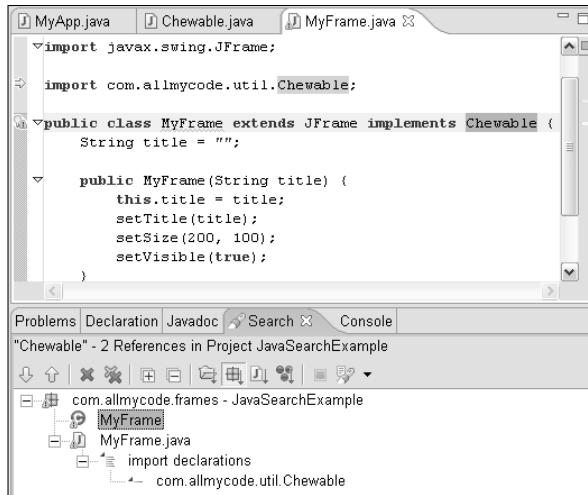 MyApp.java Chewable.java MyFrame.java
import javax.swing.JFrame;
import com.allmycode.util.Chewable;
public class MyFrame extends JFrame implements Chewable {
String title = "";
public MyFrame(String title) {
this.title = title;
setTitle(title);
setSize(200, 100);
setVisible(true);
}
Problems Declaration Javadoc Search Console
"Chewable" - 2 References in Project JavaSearchExample
com.allmycode.frames - JavaSearchExample
MyFrame
MyFrame.java
import declarations
com.allmycode.util.Chewable